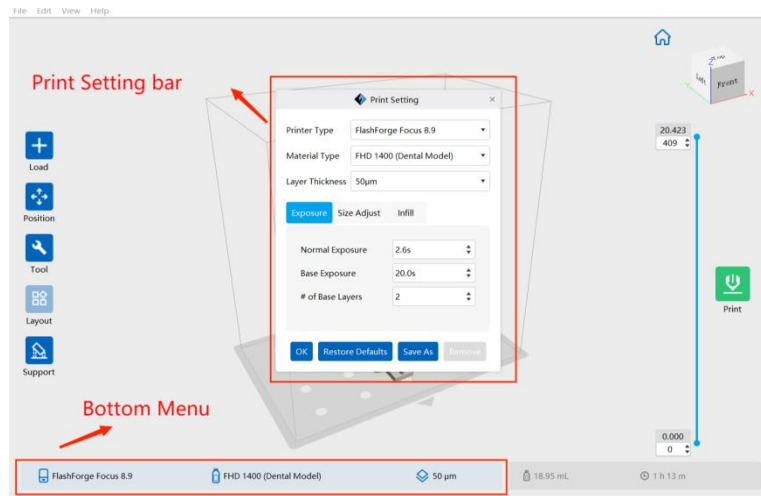 File Edit View Help
Print Setting bar
Print Setting
Printer Type FlashForge Focus 8.9
Material Type FHD 1400 (Dental Model)
Layer Thickness 50μm
Exposure Size Adjust Infill
Normal Exposure 2.6s
Base Exposure 20.0s
# of Base Layers 2
OK Restore Defaults Save As Remove
Load
Position
Tool
Layout
Support
Z
Left Front
Y X
20.423
409
Print
0.000
0
Bottom Menu
FlashForge Focus 8.9 FHD 1400 (Dental Model) 50 μm 18.95 mL 1 h 13 m